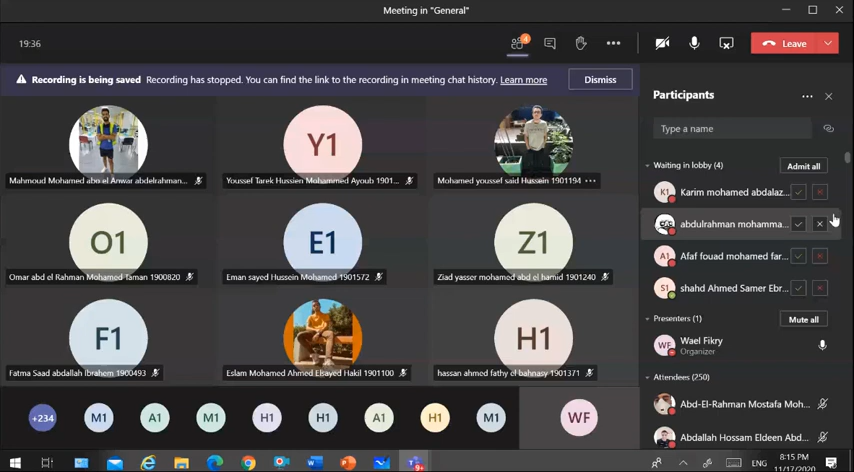 Meeting in "General"
19:36
4
Leave
Recording is being saved Recording has stopped. You can find the link to the recording in meeting chat history. Learn more
Dismiss
Participants
Type a name
Waiting in lobby (4)
Admit all
K1
Karim mohamed abdalaz...
abdulrahman mohamma...
A1
Afaf fouad mohamed far...
S1
shahd Ahmed Samer Ebr...
Presenters (1)
Mute all
WF
Wael Fikry
Organizer
Attendees (250)
Abd-El-Rahman Mostafa Moh...
Abdallah Hossam Eldeen Abd...
Mahmoud Mohamed abo el Anwar abdelrahman...
Y1
Youssef Tarek Hussien Mohammed Ayoub 1901...
Mohamed youssef said Hussein 1901194
O1
Omar abd el Rahman Mohamed Taman 1900820
E1
Eman sayed Hussein Mohamed 1901572
Z1
Ziad yasser mohamed abd el hamid 1901240
F1
Fatma Saad abdallah Ibrahem 1900493
Eslam Mohamed Ahmed Elsayed Hakil 1901100
H1
hassan ahmed fathy el bahnasy 1901371
+234
M1
A1
M1
H1
H1
A1
H1
M1
WF
9+
ENG
8:15 PM
11/17/2020